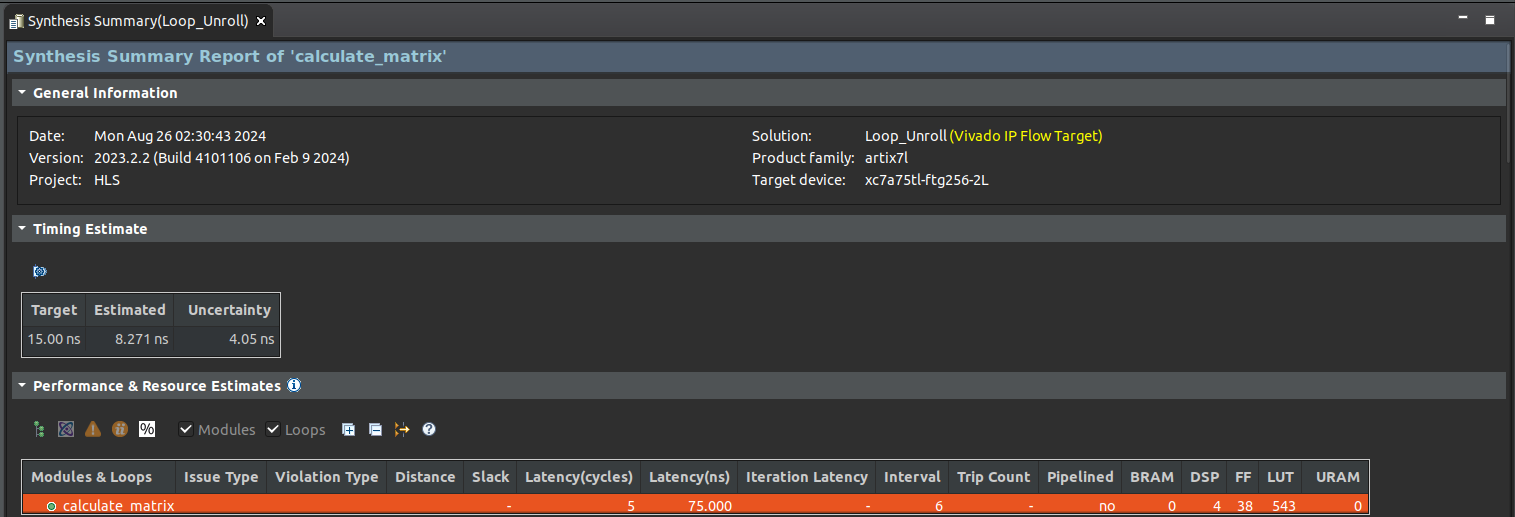 Synthesis Summary(Loop_Unroll)
Synthesis Summary Report of 'calculate_matrix'
General Information
Date: Mon Aug 26 02:30:43 2024 Solution: Loop_Unroll (Vivado IP Flow Target)
Version: 2023.2.2 (Build 4101106 on Feb 9 2024) Product family: artix7l
Project: HLS Target device: xc7a75tl-ftg256-2L
Timing Estimate
Target Estimated Uncertainty
15.00 ns 8.271 ns 4.05 ns
Performance & Resource Estimates
% Modules Loops
Modules & Loops Issue Type Violation Type Distance Slack Latency(cycles) Latency(ns) Iteration Latency Interval Trip Count Pipelined BRAM DSP FF LUT URAM
calculate_matrix - 5 75.000 - 6 - no 0 4 38 543 0